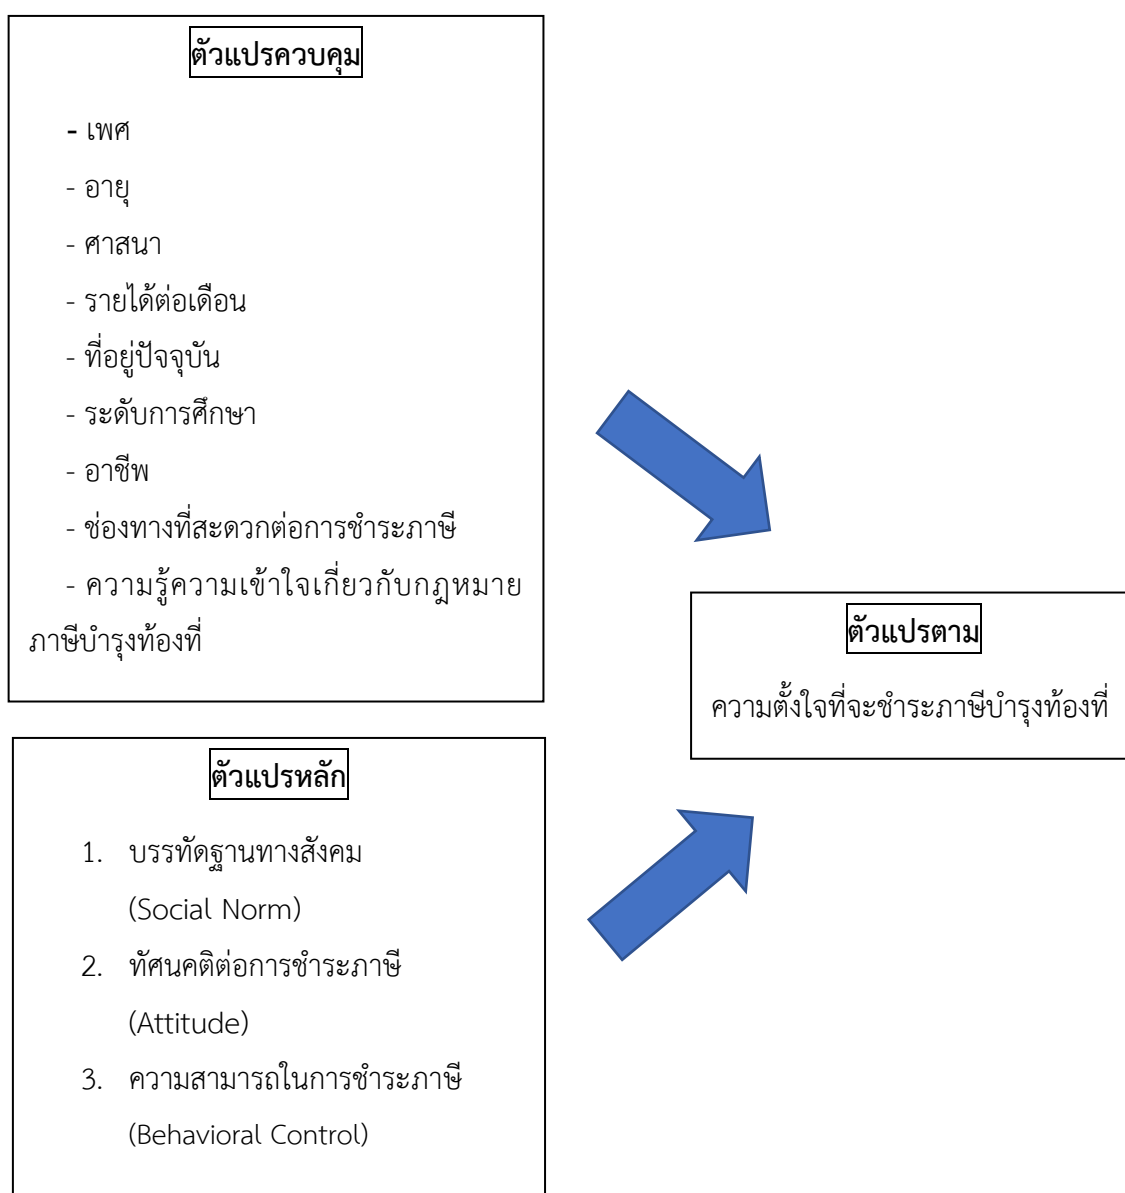 ตัวแปรควบคุม
- เพศ
- อายุ
- ศาสนา
- รายได้ต่อเดือน
- ที่อยู่ปัจจุบัน
- ระดับการศึกษา
- อาชีพ
- ช่องทางที่สะดวกต่อการชำระภาษี
- ความรู้ความเข้าใจเกี่ยวกับกฎหมาย
ภาษีบำรุงท้องที่
ตัวแปรตาม
ความตั้งใจที่จะชำระภาษีบำรุงท้องที่
ตัวแปรหลัก
1. บรรทัดฐานทางสังคม
(Social Norm)
2. ทัศนคติต่อการชำระภาษี
(Attitude)
3. ความสามารถในการชำระภาษี
(Behavioral Control)